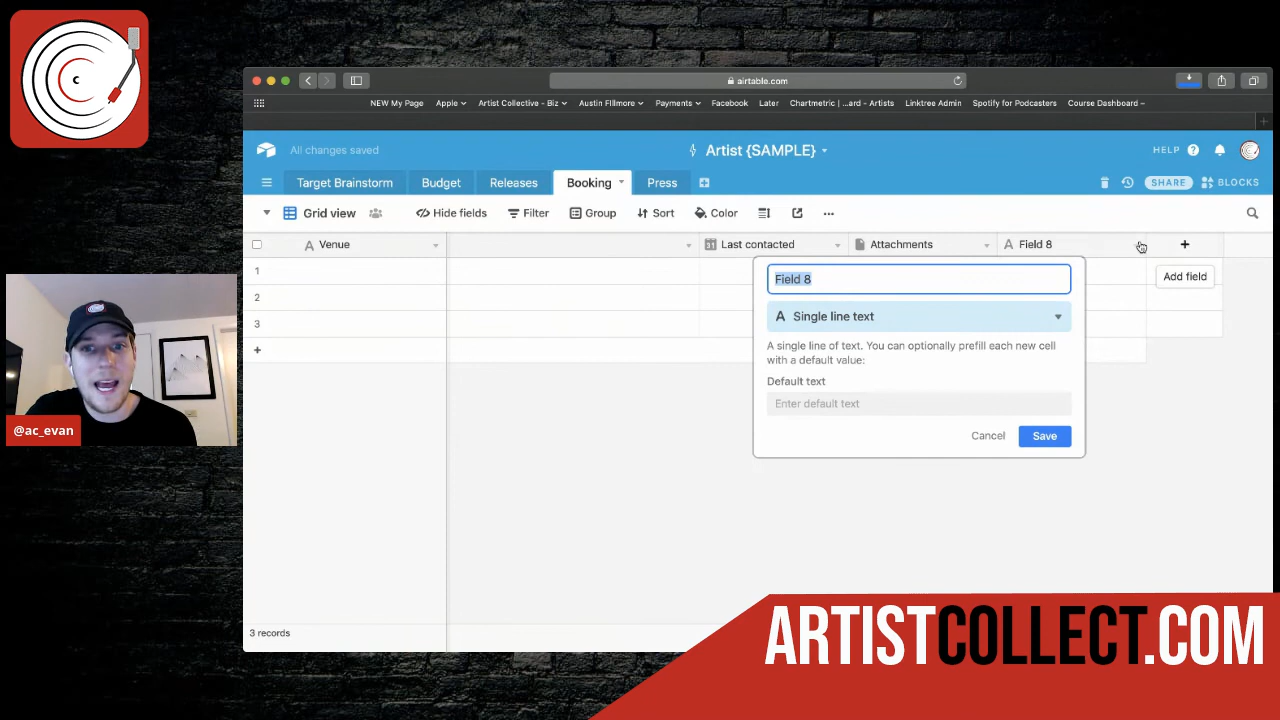 C
airtable.com
NEW My Page Apple Artist Collective - Biz Austin FIllmore Payments Facebook Later Chartmetric | ...ard - Artists Linktree Admin Spotify for Podcasters Course Dashboard –
All changes saved Artist {SAMPLE} HELP ?
Target Brainstorm Budget Releases Booking Press SHARE BLOCKS
Grid view Hide fields Filter Group Sort Color ...
A Venue 31 Last contacted Attachments A Field 8 +
1
2
3
+
Add field
Field 8
A Single line text
A single line of text. You can optionally prefill each new cell
with a default value:
Default text
Enter default text
Cancel Save
@ac_evan
3 records
ARTISTCOLLECT.COM